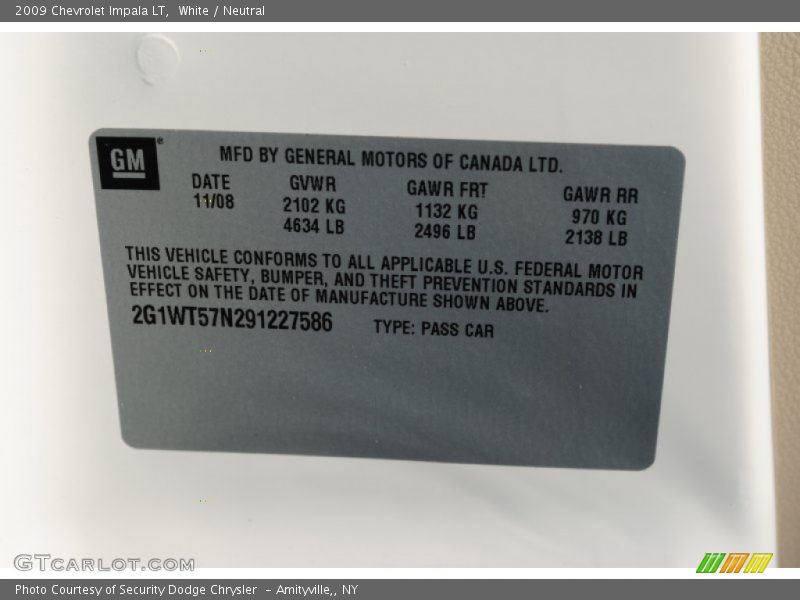 2009 Chevrolet Impala LT, White / Neutral
GM ®
MFD BY GENERAL MOTORS OF CANADA LTD.
DATE GVWR GAWR FRT GAWR RR
11/08 2102 KG 1132 KG 970 KG
4634 LB 2496 LB 2138 LB
THIS VEHICLE CONFORMS TO ALL APPLICABLE U.S. FEDERAL MOTOR
VEHICLE SAFETY, BUMPER, AND THEFT PREVENTION STANDARDS IN
EFFECT ON THE DATE OF MANUFACTURE SHOWN ABOVE.
2G1WT57N291227586 TYPE: PASS CAR
GTCARLOT.COM
Photo Courtesy of Security Dodge Chrysler - Amityville,, NY